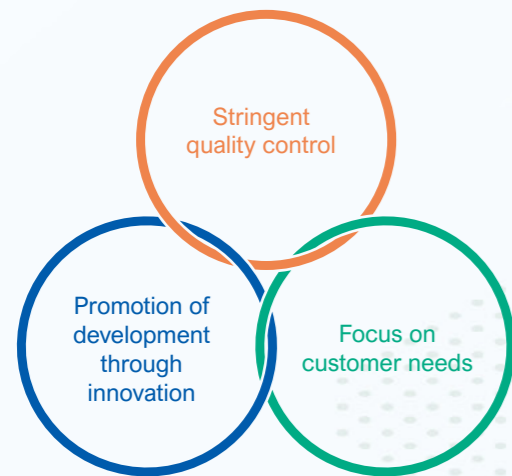 Stringent
quality control
Promotion of
development
through
innovation
Focus on
customer needs